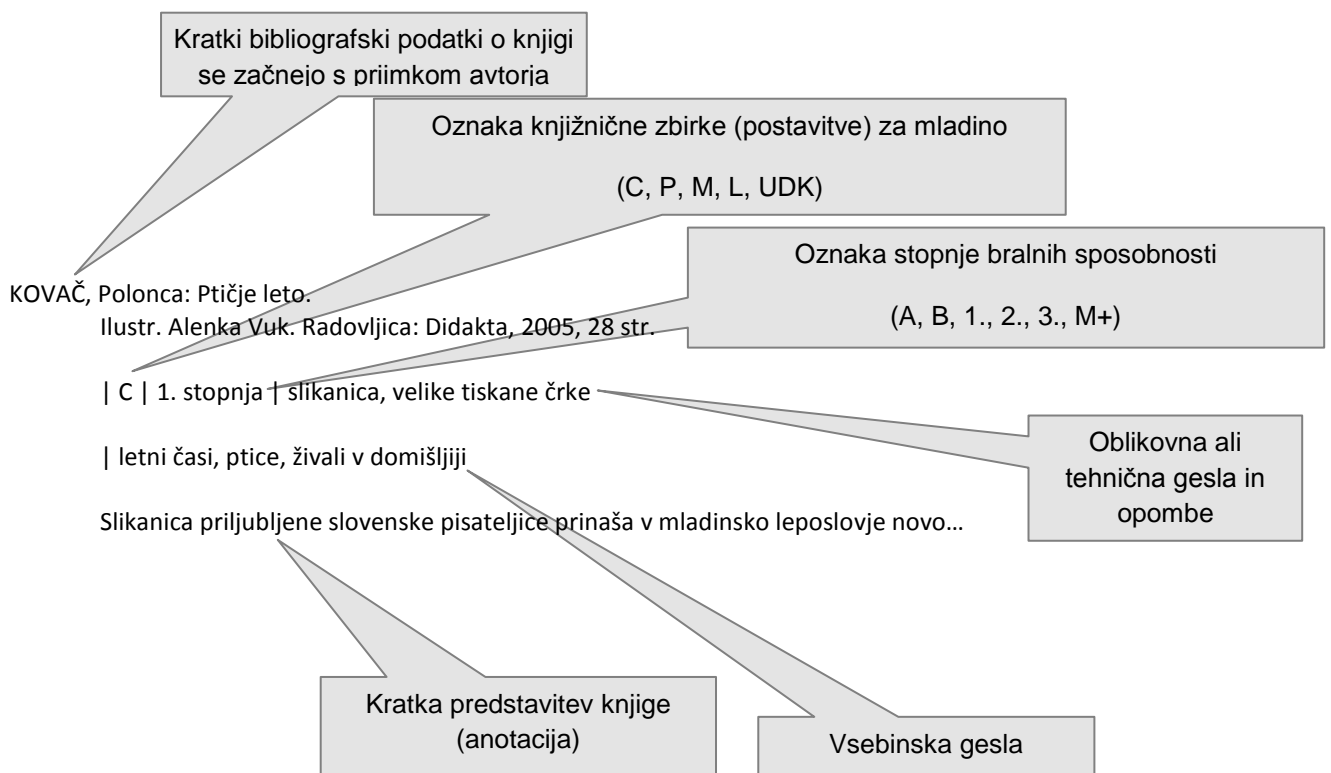 Kratki bibliografski podatki o knjigi
se začnejo s priimkom avtorja
Oznaka knjižnične zbirke (postavitve) za mladino
(C, P, M, L, UDK)
Oznaka stopnje bralnih sposobnosti
(A, B, 1., 2., 3., M+)
KOVAČ, Polonca: Ptičje leto.
Ilustr. Alenka Vuk. Radovljica: Didakta, 2005, 28 str.
| C | 1. stopnja | slikanica, velike tiskane črke
| letni časi, ptice, živali v domišljiji
Oblikovna ali
tehnična gesla in
opombe
Slikanica priljubljene slovenske pisateljice prinaša v mladinsko leposlovje novo…
Kratka predstavitev knjige
(anotacija)
Vsebinska gesla